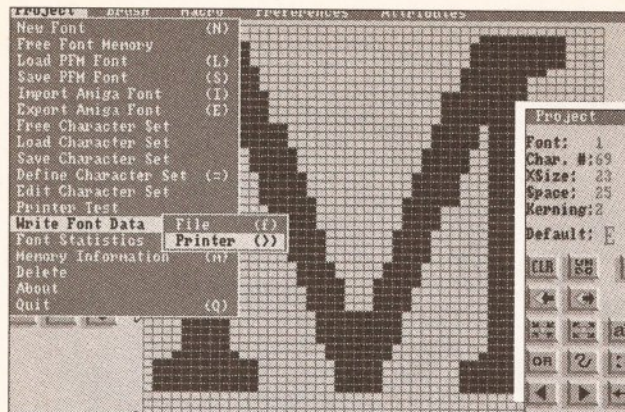 Project Brush Macro Preferences Attributes
New Font (N)
Free Font Memory
Load PFM Font (L)
Save PFM Font (S)
Import Amiga Font (I)
Export Amiga Font (E)
Free Character Set
Load Character Set
Save Character Set
Define Character Set (=)
Edit Character Set
Printer Test
Write Font Data
File (f)
Printer (>)
Font Statistics
Memory Information (M)
Delete
About
Quit (Q)
Project
Font: 1
Char. #:69
XSize: 23
Space: 25
Kerning:2
Default: E
CLR UNDO
OR